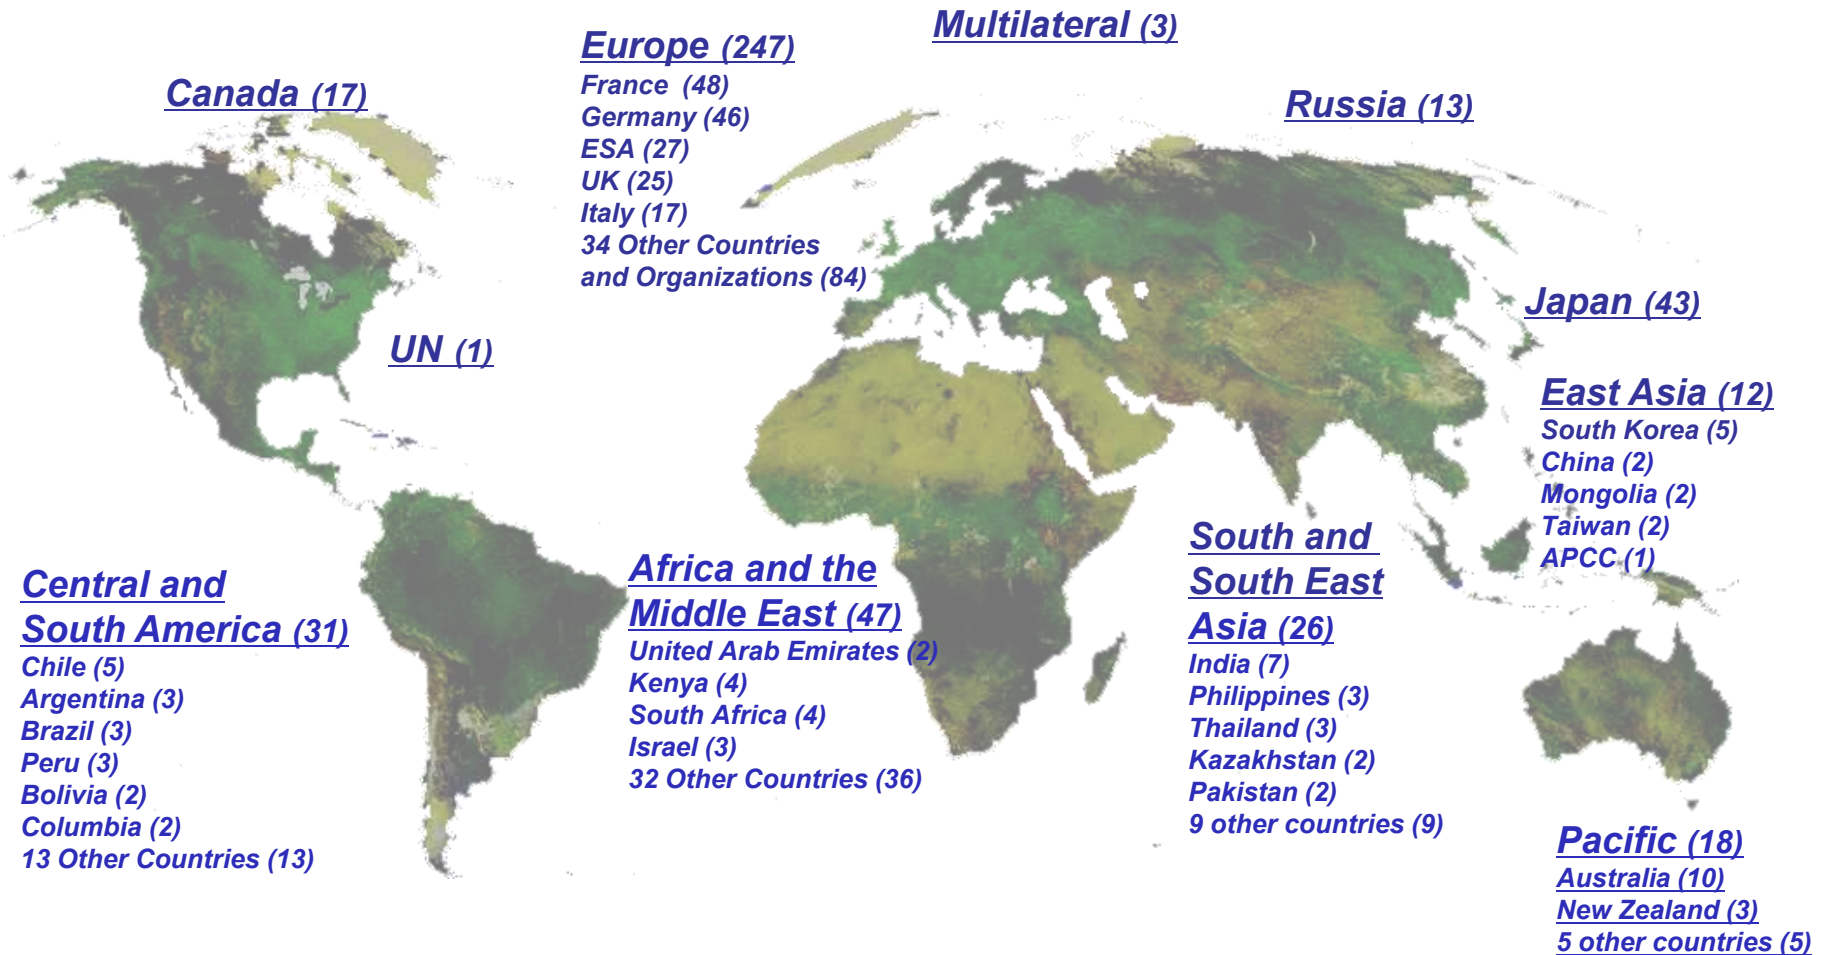 Multilateral (3)
Canada (17)
Europe (247)
France (48)
Germany (46)
ESA (27)
UK (25)
Italy (17)
34 Other Countries
and Organizations (84)
Russia (13)
UN (1)
Japan (43)
East Asia (12)
South Korea (5)
China (2)
Mongolia (2)
Taiwan (2)
APCC (1)
Central and
South America (31)
Chile (5)
Argentina (3)
Brazil (3)
Peru (3)
Bolivia (2)
Columbia (2)
13 Other Countries (13)
Africa and the
Middle East (47)
United Arab Emirates (2)
Kenya (4)
South Africa (4)
Israel (3)
32 Other Countries (36)
South and
South East
Asia (26)
India (7)
Philippines (3)
Thailand (3)
Kazakhstan (2)
Pakistan (2)
9 other countries (9)
Pacific (18)
Australia (10)
New Zealand (3)
5 other countries (5)